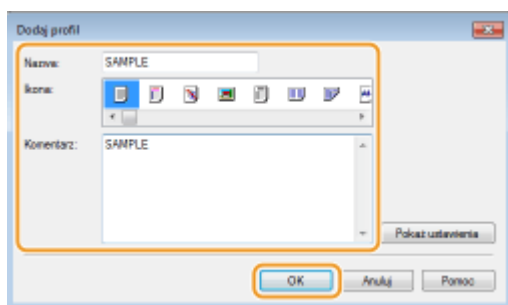 Dodaj profil
Nazwa: SAMPLE
Ikona:
Komentarz: SAMPLE
Pokaż ustawienia
OK Anuluj Pomoc